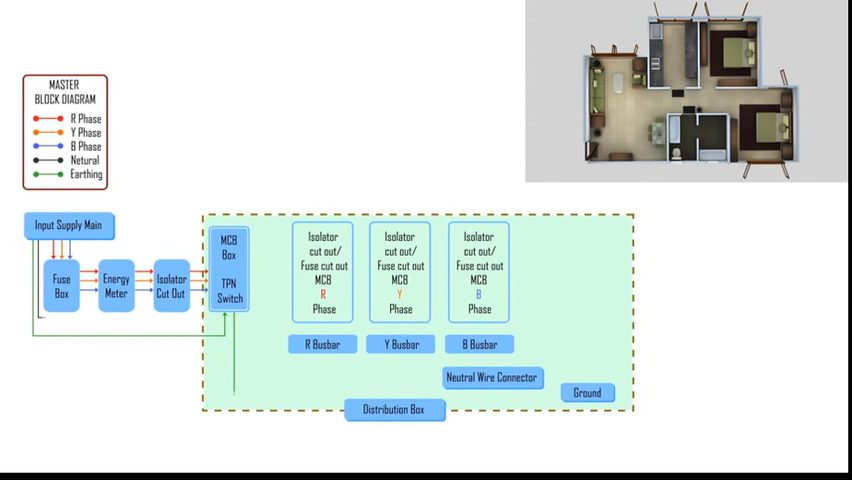 MASTER
BLOCK DIAGRAM
R Phase
Y Phase
B Phase
Netural
Earthing
Input Supply Main
Fuse
Box
Energy
Meter
Isolator
Cut Out
MCB
Box
TPN
Switch
Isolator
cut out/
Fuse cut out
MCB
R
Phase
Isolator
cut out/
Fuse cut out
MCB
Y
Phase
Isolator
cut out/
Fuse cut out
MCB
B
Phase
R Busbar
Y Busbar
B Busbar
Neutral Wire Connector
Ground
Distribution Box